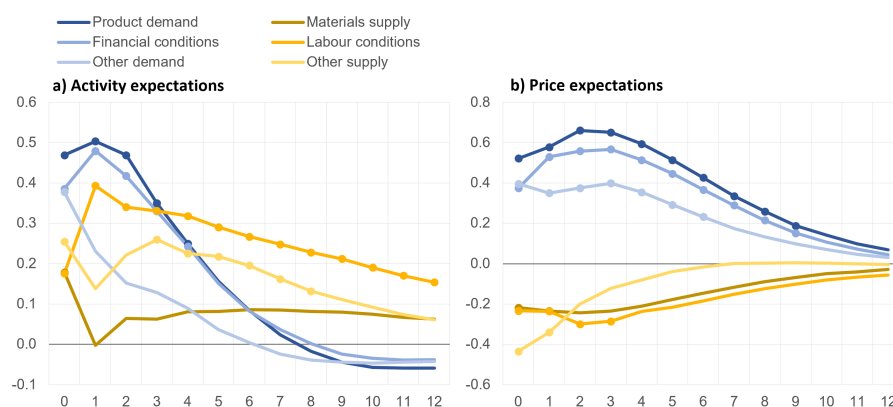 Product demand Materials supply
Financial conditions Labour conditions
Other demand Other supply
a) Activity expectations b) Price expectations
0.6 0.8
0.5 0.6
0.4 0.4
0.3 0.2
0.2 0.0
0.1 -0.2
0.0 -0.4
-0.1 -0.6
0 1 2 3 4 5 6 7 8 9 10 11 12 0 1 2 3 4 5 6 7 8 9 10 11 12